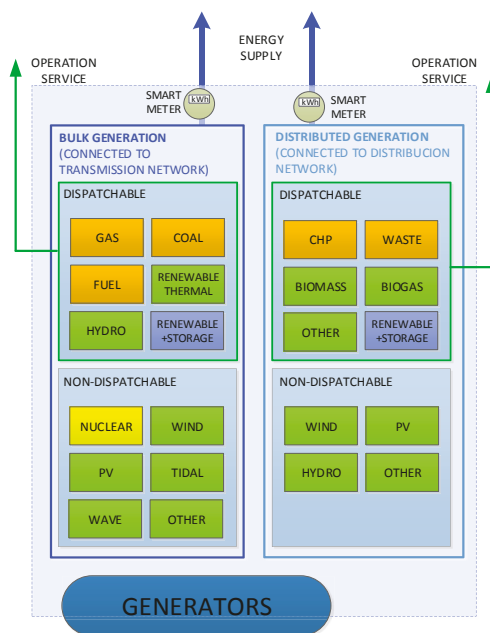 ENERGY
SUPPLY
OPERATION
SERVICE
OPERATION
SERVICE
SMART
METER
kWh
kWh
SMART
METER
BULK GENERATION
(CONNECTED TO
TRANSMISSION NETWORK)
DISPATCHABLE
GAS
COAL
FUEL
RENEWABLE
THERMAL
HYDRO
RENEWABLE
+STORAGE
NON-DISPATCHABLE
NUCLEAR
WIND
PV
TIDAL
WAVE
OTHER
DISTRIBUTED GENERATION
(CONNECTED TO DISTRIBUCION
NETWORK)
DISPATCHABLE
CHP
WASTE
BIOMASS
BIOGAS
OTHER
RENEWABLE
+STORAGE
NON-DISPATCHABLE
WIND
PV
HYDRO
OTHER
GENERATORS